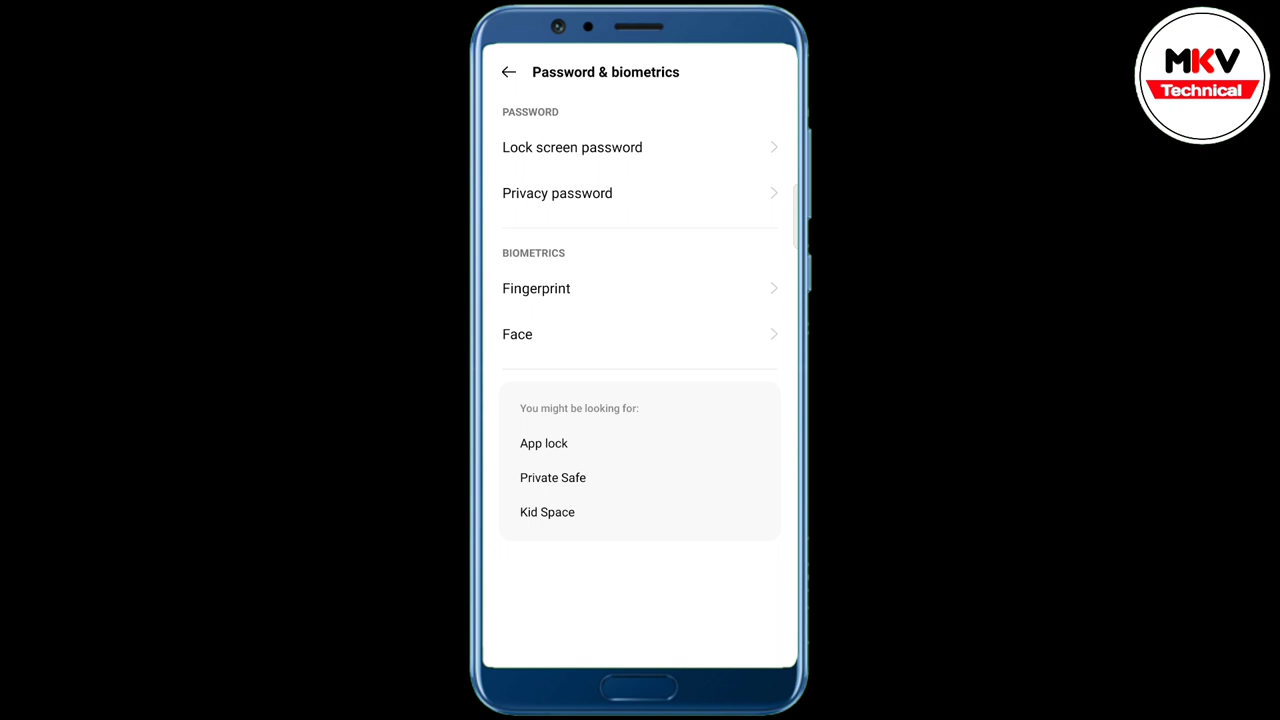 Password & biometrics
PASSWORD
Lock screen password
Privacy password
BIOMETRICS
Fingerprint
Face
You might be looking for:
App lock
Private Safe
Kid Space
MKV
Technical